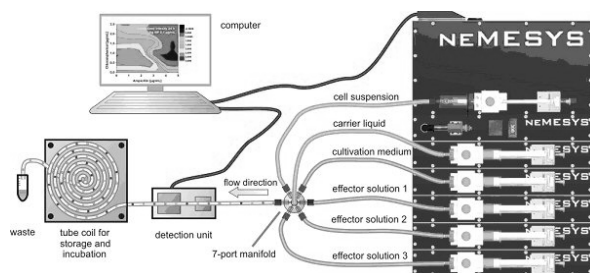 computer
NEMESYS
cell suspension
NEMESYS
carrier liquid
cultivation medium
flow direction
effector solution 1
effector solution 2
effector solution 3
waste
tube coil for
storage and
incubation
detection unit
7-port manifold